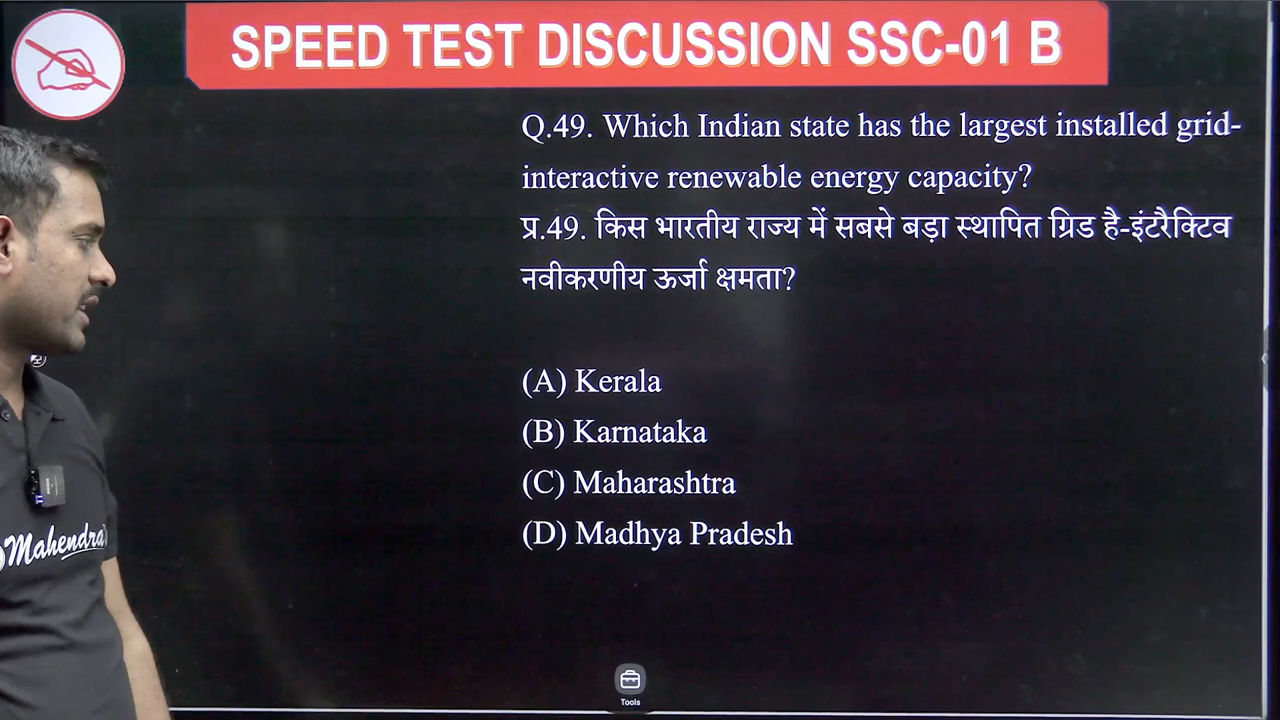 SPEED TEST DISCUSSION SSC-01 B
Q.49. Which Indian state has the largest installed grid-
interactive renewable energy capacity?
प्र.49. किस भारतीय राज्य में सबसे बड़ा स्थापित ग्रिड है-इंटरैक्टिव
नवीकरणीय ऊर्जा क्षमता?
(A) Kerala
(B) Karnataka
(C) Maharashtra
(D) Madhya Pradesh
Mahendra's
Tools